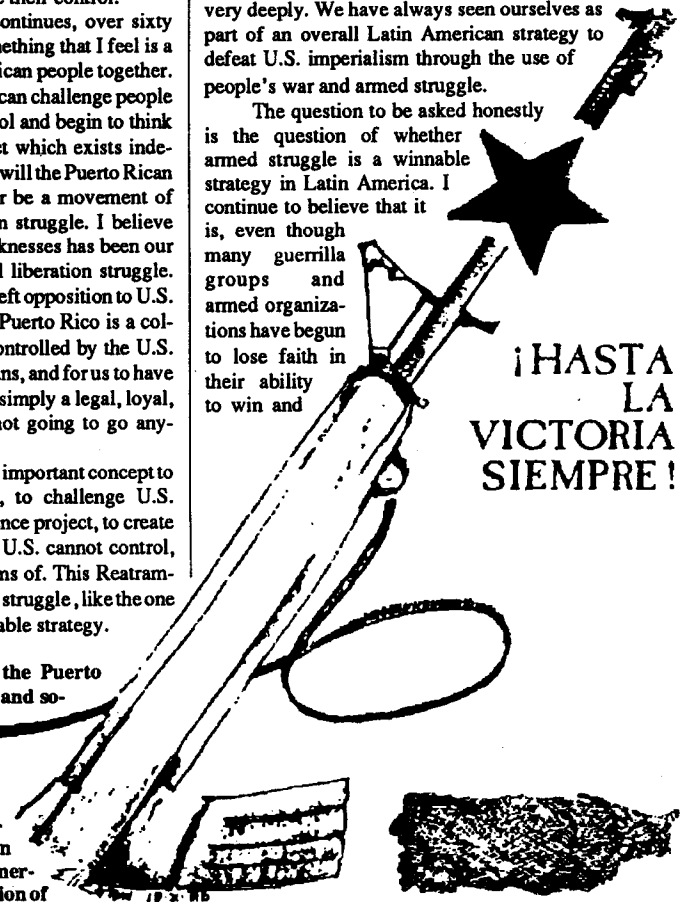 ontinues, over sixty
mething that I feel is a
ican people together.
can challenge people
ol and begin to think
t which exists inde-
will the Puerto Rican
r be a movement of
n struggle. I believe
knesses has been our
l liberation struggle.
eft opposition to U.S.
Puerto Rico is a col-
ontrolled by the U.S.
ns, and for us to have
simply a legal, loyal,
not going to go any-
important concept to
, to challenge U.S.
nce project, to create
U.S. cannot control,
ns of. This Reatram-
struggle, like the one
able strategy.
the Puerto
and so-
n
ner-
ion of
very deeply. We have always seen ourselves as
part of an overall Latin American strategy to
defeat U.S. imperialism through the use of
people's war and armed struggle.
The question to be asked honestly
is the question of whether
armed struggle is a winnable
strategy in Latin America. I
continue to believe that it
is, even though
many guerrilla
groups and
armed organiza-
tions have begun
to lose faith in
their ability
to win and
¡HASTA
LA
VICTORIA
SIEMPRE!